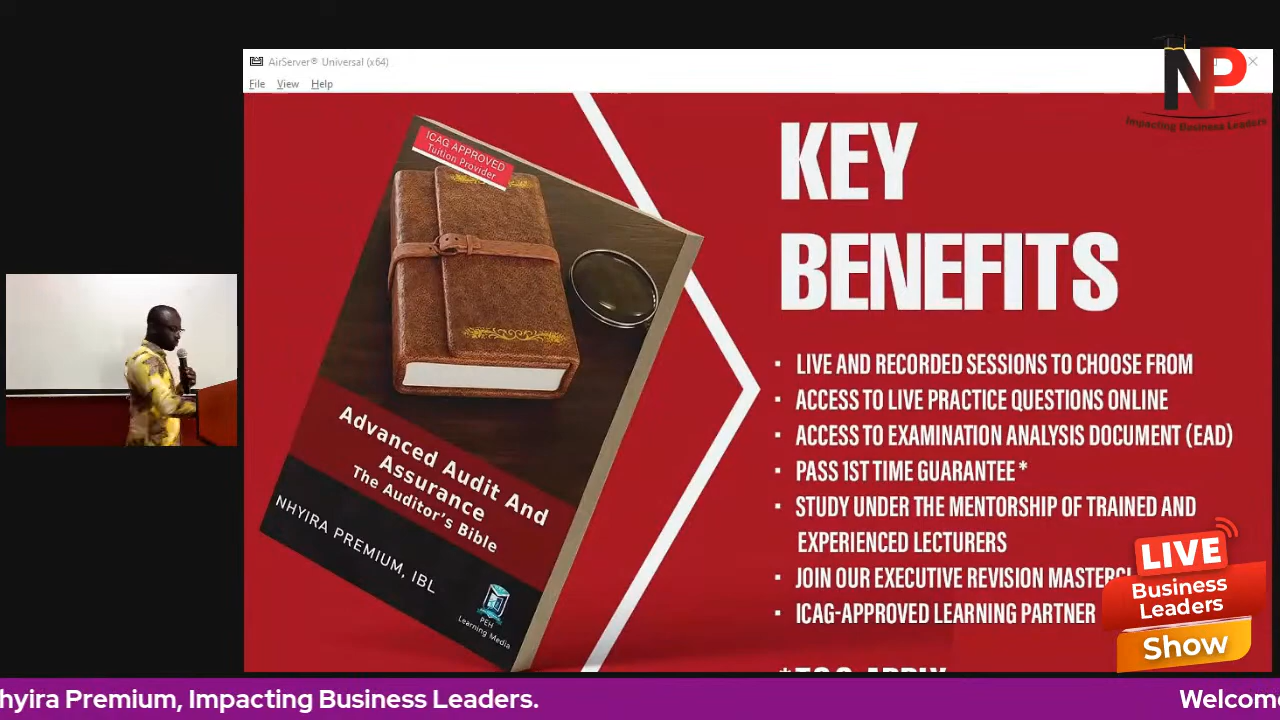 AirServer® Universal (x64)
File View Help
NP
Impacting Business Leaders
ICAG APPROVED
Tuition Provider
Advanced Audit And
Assurance
The Auditor's Bible
NHYIRA PREMIUM, IBL
PEH
Learning Media
KEY
BENEFITS
▪ LIVE AND RECORDED SESSIONS TO CHOOSE FROM
▪ ACCESS TO LIVE PRACTICE QUESTIONS ONLINE
▪ ACCESS TO EXAMINATION ANALYSIS DOCUMENT (EAD)
▪ PASS 1ST TIME GUARANTEE*
▪ STUDY UNDER THE MENTORSHIP OF TRAINED AND
EXPERIENCED LECTURERS
▪ JOIN OUR EXECUTIVE REVISION
▪ ICAG-APPROVED LEARNING PARTNER
LIVE
Business
Leaders
Show
hyira Premium, Impacting Business Leaders.
Welcome